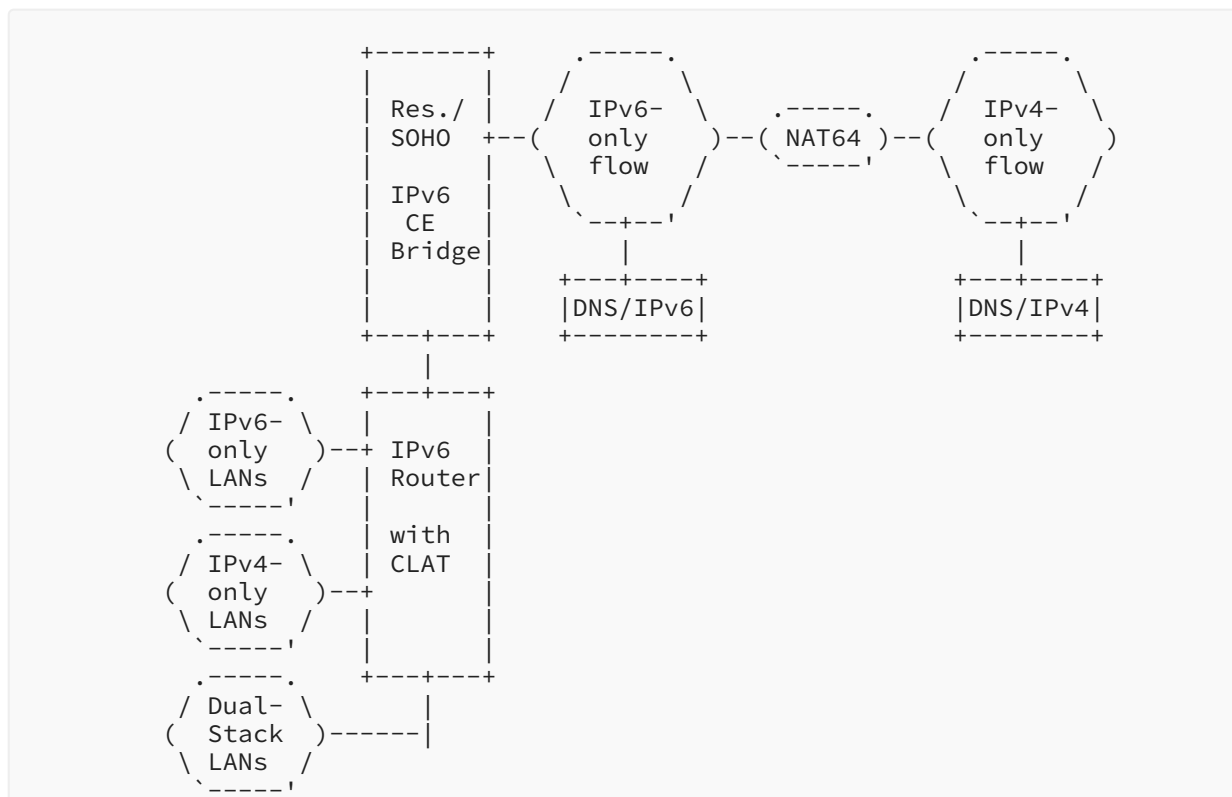 Res./ IPv6- IPv4-
SOHO only NAT64 only
flow flow
IPv6
CE
Bridge
DNS/IPv6 DNS/IPv4
IPv6-
only IPv6
LANs Router
with
IPv4- CLAT
only
LANs
Dual-
Stack
LANs